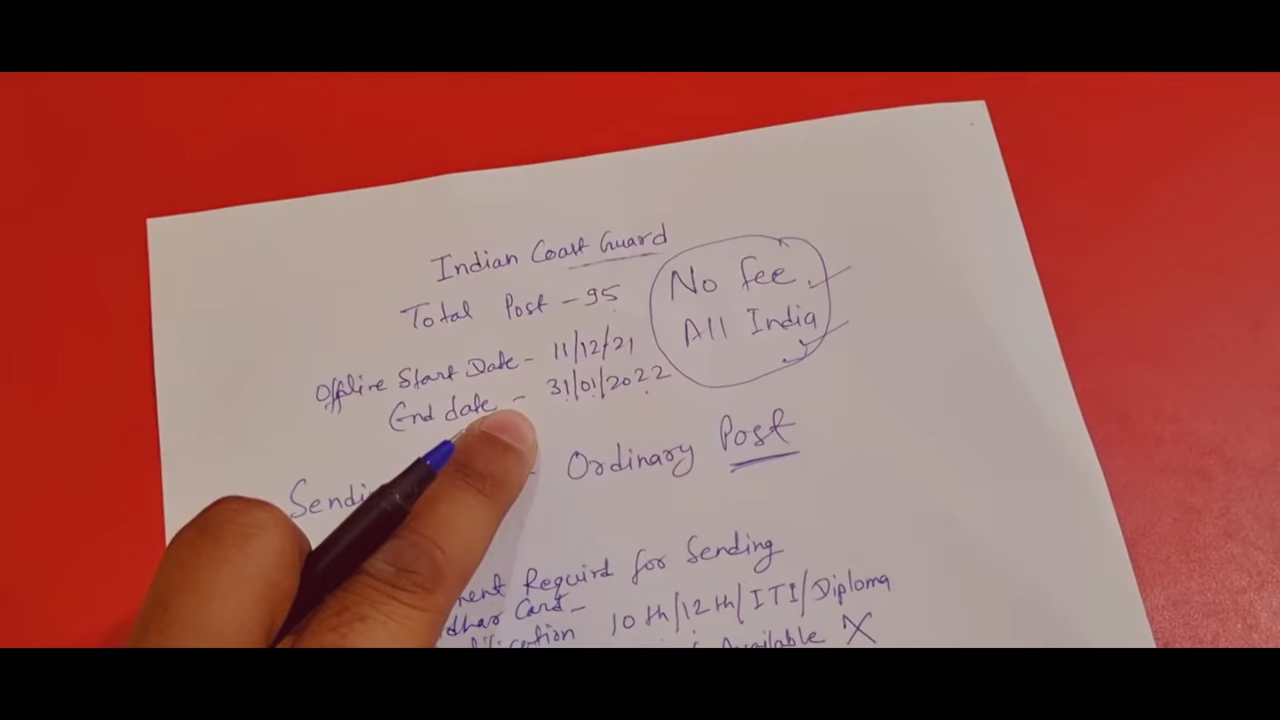 Indian Coast Guard
Total Post - 95
No fee
All India
Offline Start Date - 11/12/21
End date - 31/01/2022
Ordinary Post
Requird for Sending
Card -
10th/12th/ITI/Diploma
Available X